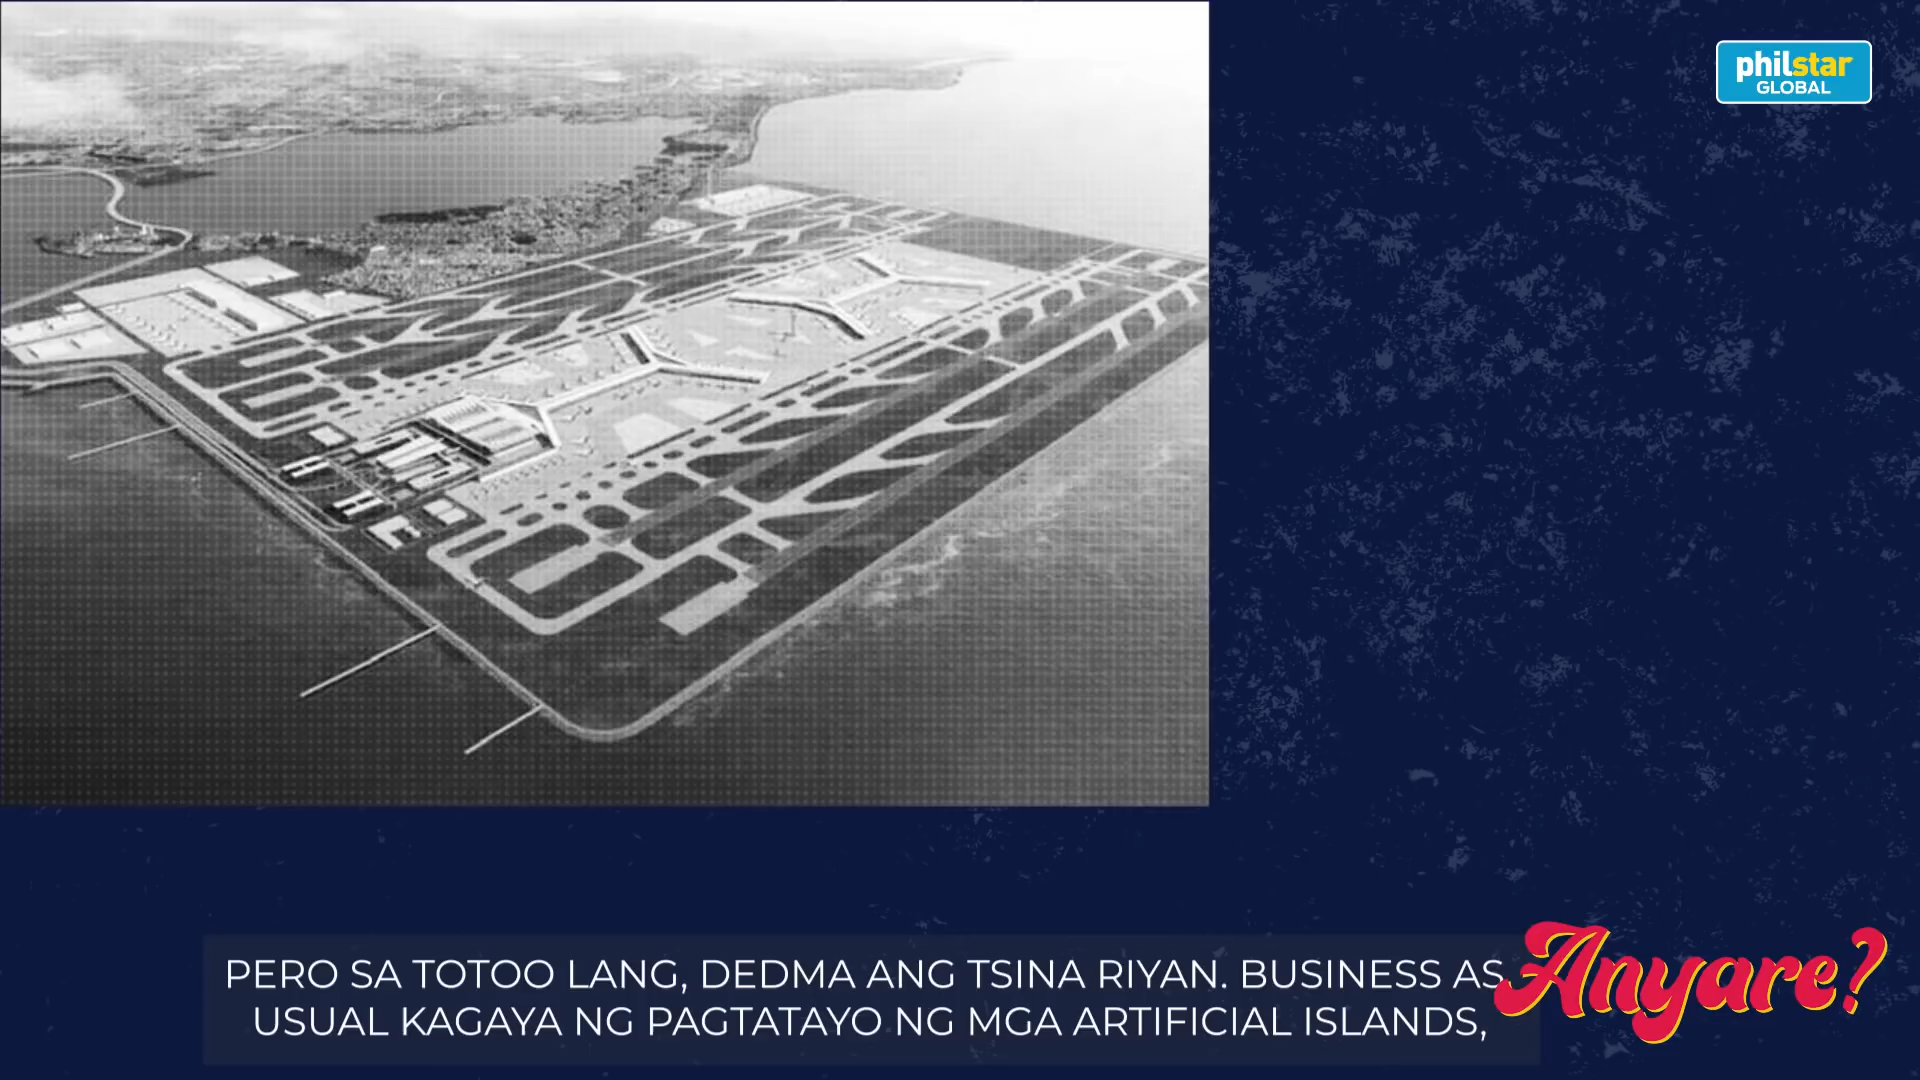 philstar
GLOBAL
PERO SA TOTOO LANG, DEDMA ANG TSINA RIYAN. BUSINESS AS
USUAL KAGAYA NG PAGTATAYO NG MGA ARTIFICIAL ISLANDS,
Anyare?